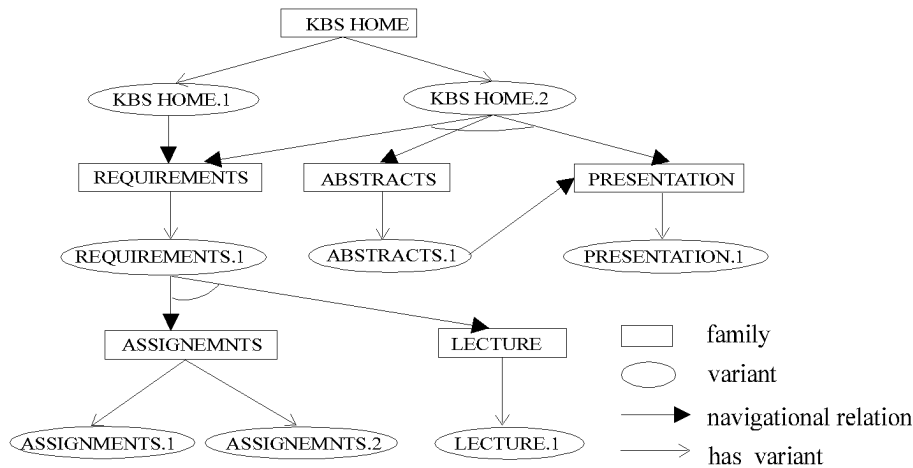 KBS HOME
KBS HOME.1
KBS HOME.2
REQUIREMENTS
ABSTRACTS
PRESENTATION
REQUIREMENTS.1
ABSTRACTS.1
PRESENTATION.1
ASSIGNEMNTS
LECTURE
family
variant
navigational relation
has variant
ASSIGNMENTS.1
ASSIGNEMNTS.2
LECTURE.1